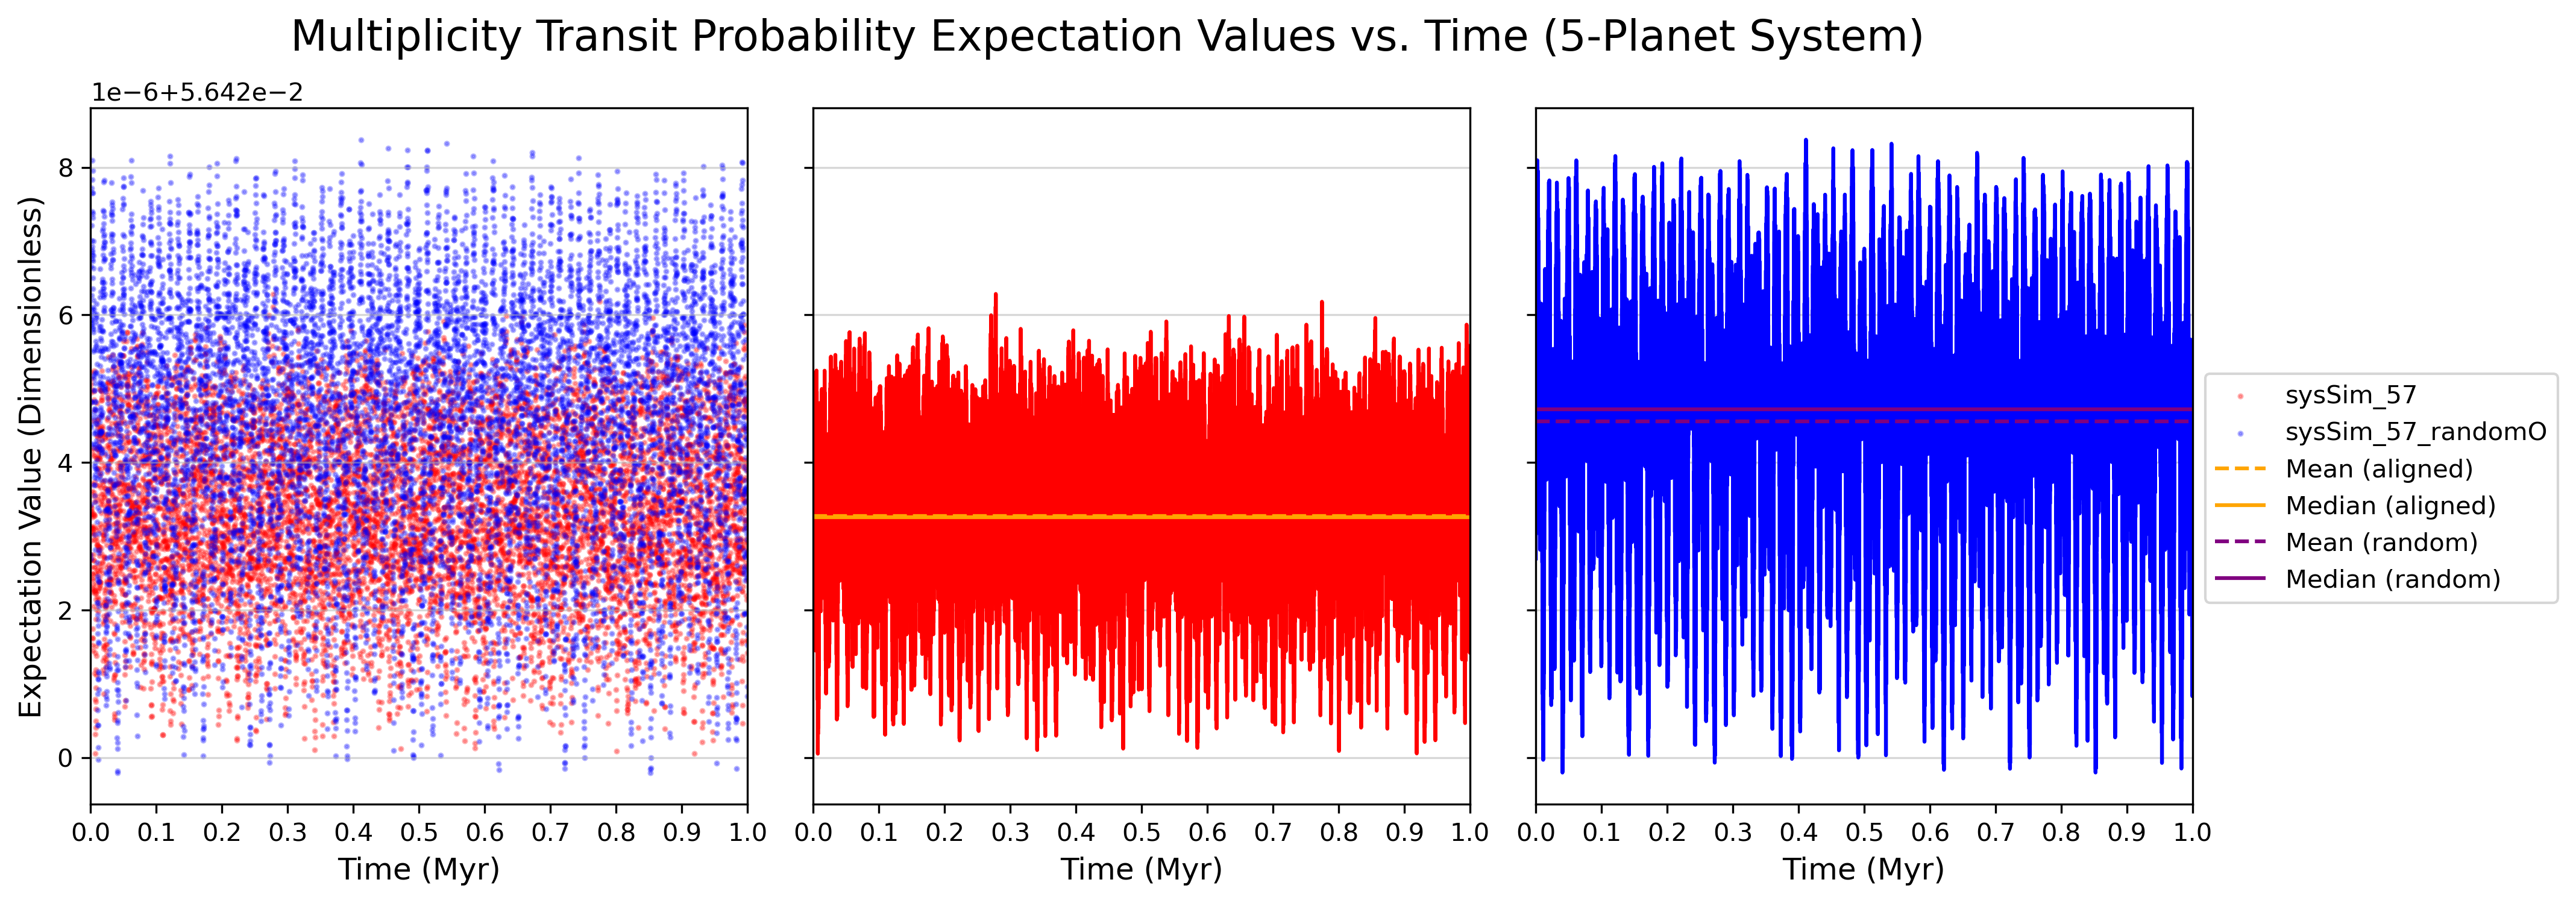 Multiplicity Transit Probability Expectation Values vs. Time (5-Planet System)
1e−6+5.642e−2
Expectation Value (Dimensionless)
8
6
4
2
0
0.0 0.1 0.2 0.3 0.4 0.5 0.6 0.7 0.8 0.9 1.0
Time (Myr)
0.0 0.1 0.2 0.3 0.4 0.5 0.6 0.7 0.8 0.9 1.0
Time (Myr)
0.0 0.1 0.2 0.3 0.4 0.5 0.6 0.7 0.8 0.9 1.0
Time (Myr)
sysSim_57
sysSim_57_randomO
Mean (aligned)
Median (aligned)
Mean (random)
Median (random)